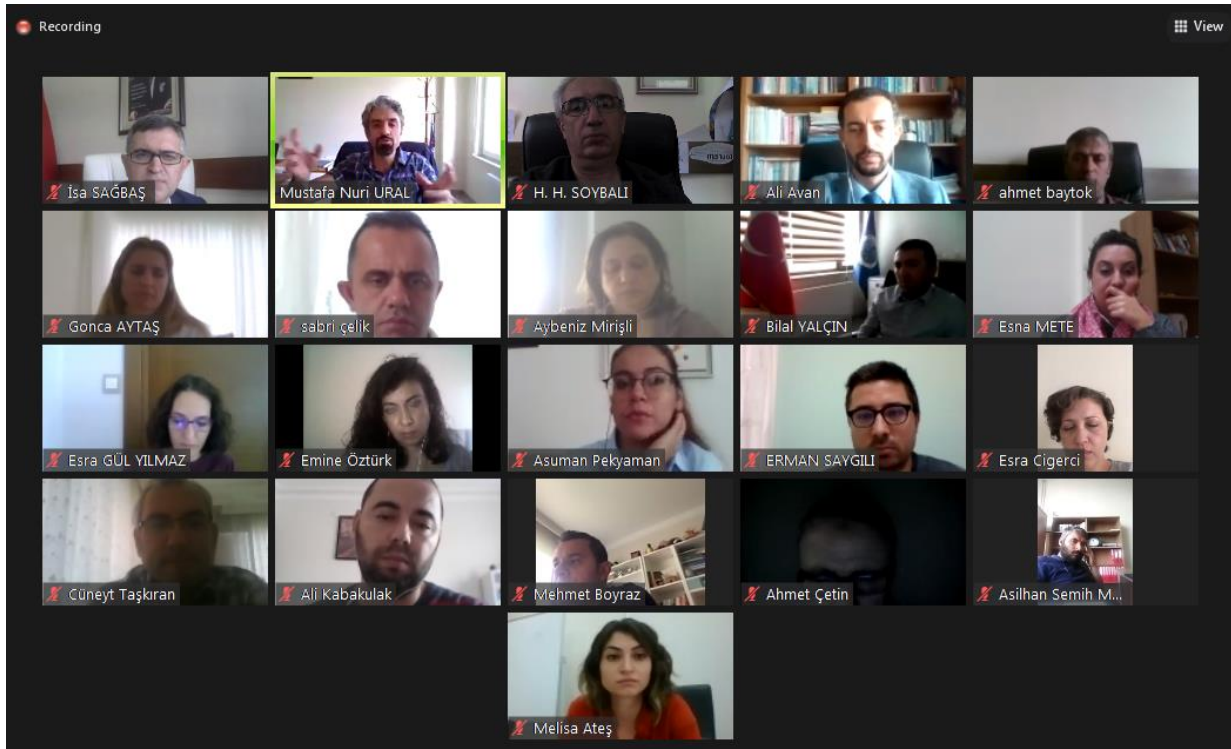 Recording
View
İsa SAĞBAŞ
Mustafa Nuri URAL
H. H. SOYBALI
Ali Avan
ahmet baytok
Gonca AYTAŞ
sabri çelik
Aybeniz Mirişli
Bilal YALÇIN
Esna METE
Esra GÜL YILMAZ
Emine Öztürk
Asuman Pekyaman
ERMAN SAYGILI
Esra Cigerci
Cüneyt Taşkıran
Ali Kabakulak
Mehmet Boyraz
Ahmet Çetin
Asilhan Semih M...
Melisa Ateş